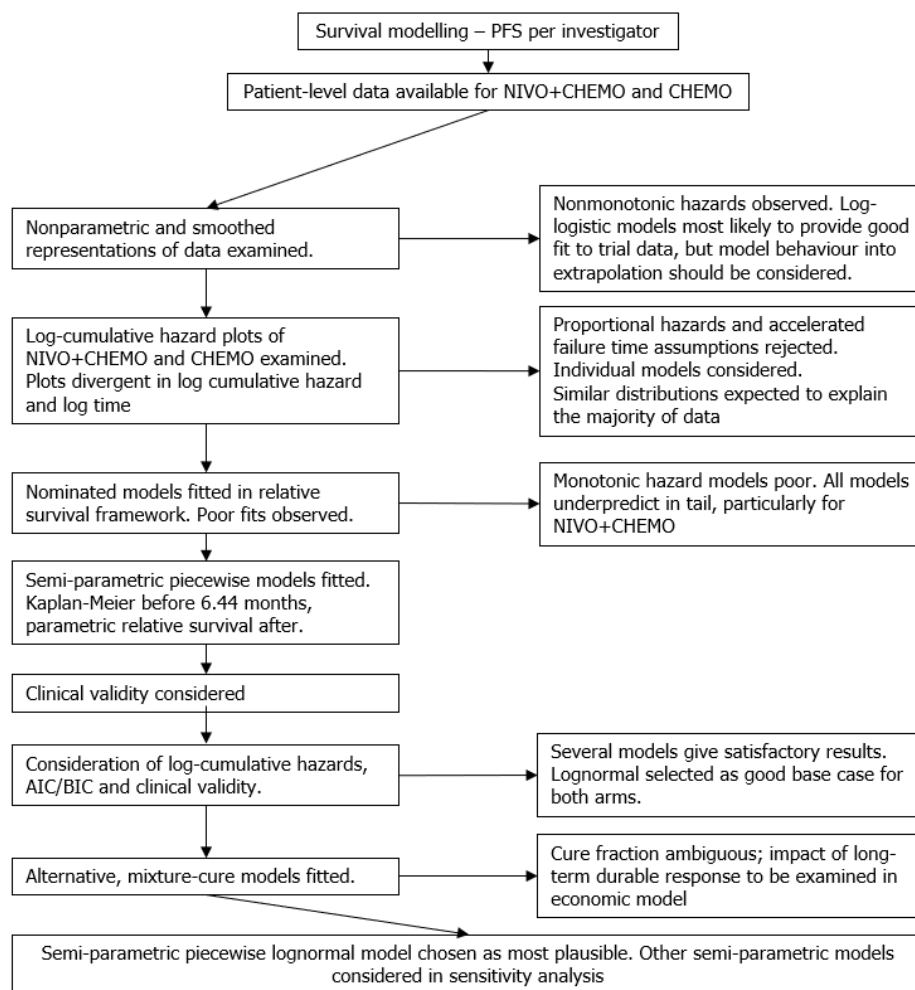 Survival modelling – PFS per investigator
Patient-level data available for NIVO+CHEMO and CHEMO
Nonparametric and smoothed
representations of data examined.
Nonmonotonic hazards observed. Log-
logistic models most likely to provide good
fit to trial data, but model behaviour into
extrapolation should be considered.
Log-cumulative hazard plots of
NIVO+CHEMO and CHEMO examined.
Plots divergent in log cumulative hazard
and log time
Proportional hazards and accelerated
failure time assumptions rejected.
Individual models considered.
Similar distributions expected to explain
the majority of data
Nominated models fitted in relative
survival framework. Poor fits observed.
Monotonic hazard models poor. All models
underpredict in tail, particularly for
NIVO+CHEMO
Semi-parametric piecewise models fitted.
Kaplan-Meier before 6.44 months,
parametric relative survival after.
Clinical validity considered
Consideration of log-cumulative hazards,
AIC/BIC and clinical validity.
Several models give satisfactory results.
Lognormal selected as good base case for
both arms.
Alternative, mixture-cure models fitted.
Cure fraction ambiguous; impact of long-
term durable response to be examined in
economic model
Semi-parametric piecewise lognormal model chosen as most plausible. Other semi-parametric models
considered in sensitivity analysis